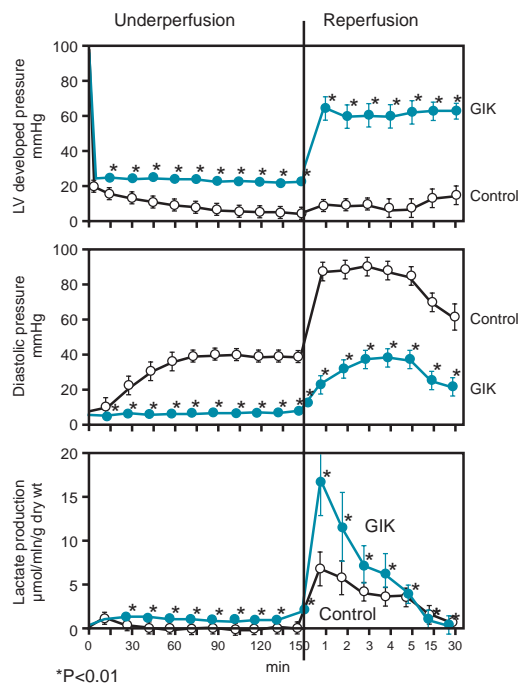 Underperfusion Reperfusion
LV developed pressure
mmHg
100
80
60
40
20
0
* * * * * * * * * *
* * * * * * *
GIK
Control
Diastolic pressure
mmHg
100
80
60
40
20
0
* * * * * * * * * *
* * * * * * *
Control
GIK
Lactate production
μmol/mln/g dry wt
20
15
10
5
0
* * * * * * * * *
* * * * * * *
GIK
Control
0 30 60 90 120 150 1 2 3 4 5 15 30
min
*P<0.01